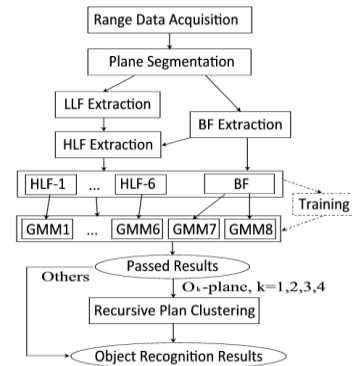 Range Data Acquisition
Plane Segmentation
LLF Extraction
BF Extraction
HLF Extraction
HLF-1 ... HLF-6 BF
Training
GMM1 ... GMM6 GMM7 GMM8
Passed Results
Others
Oₖ-plane, k=1,2,3,4
Recursive Plan Clustering
Object Recognition Results